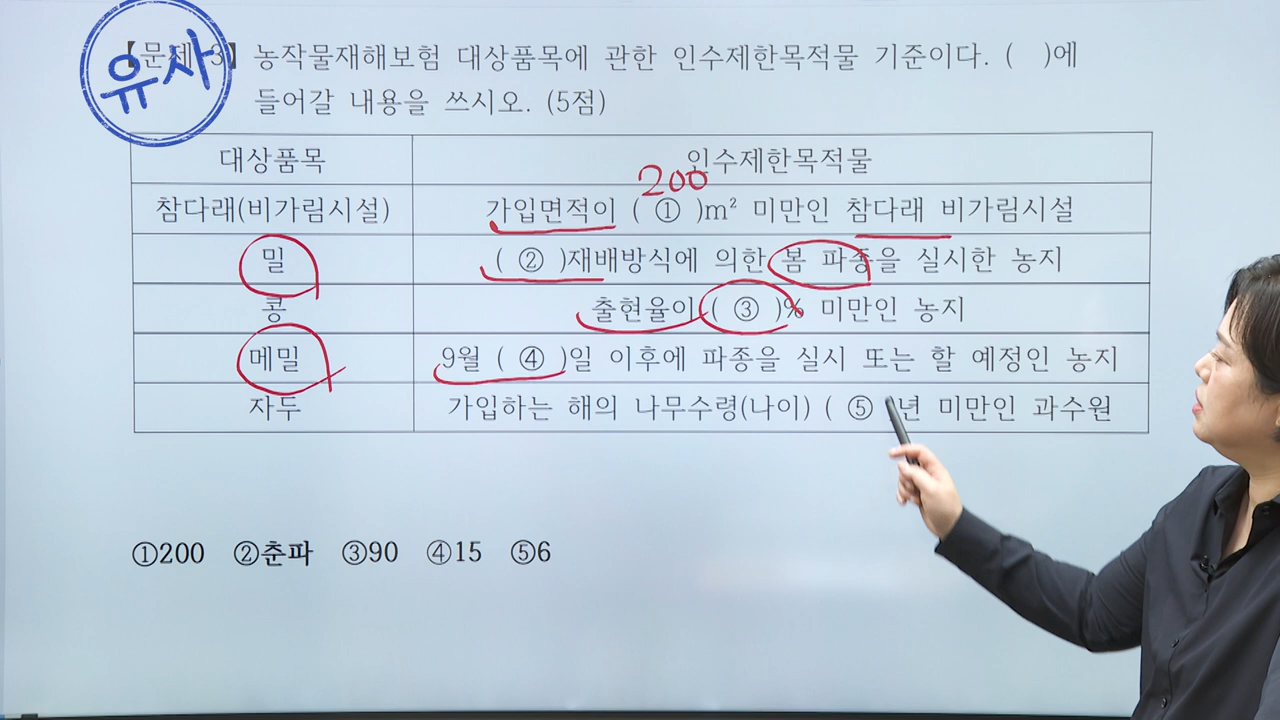 【문제 3】 농작물재해보험 대상품목에 관한 인수제한목적물 기준이다. (   )에
유사
들어갈 내용을 쓰시오. (5점)
대상품목 인수제한목적물
200
참다래(비가림시설) 가입면적이 ( ① )m² 미만인 참다래 비가림시설
밀 ( ② )재배방식에 의한 봄 파종을 실시한 농지
콩 출현율이 ( ③ )% 미만인 농지
메밀 9월 ( ④ )일 이후에 파종을 실시 또는 할 예정인 농지
자두 가입하는 해의 나무수령(나이) ( ⑤ )년 미만인 과수원
①200 ②춘파 ③90 ④15 ⑤6